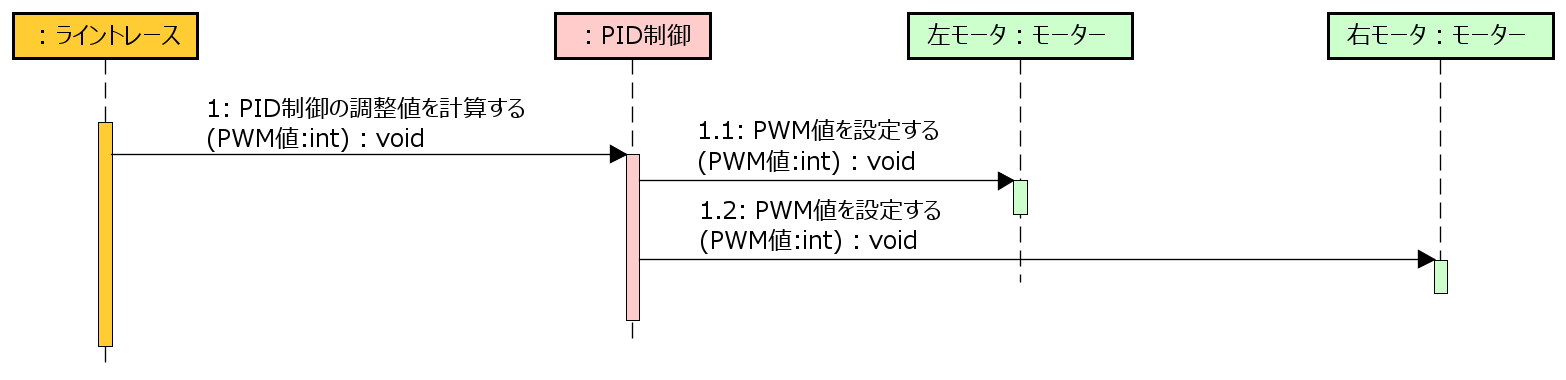 ：ライントレース
：PID制御
左モータ：モーター
右モータ：モーター
1: PID制御の調整値を計算する
(PWM値:int) : void
1.1: PWM値を設定する
(PWM値:int) : void
1.2: PWM値を設定する
(PWM値:int) : void